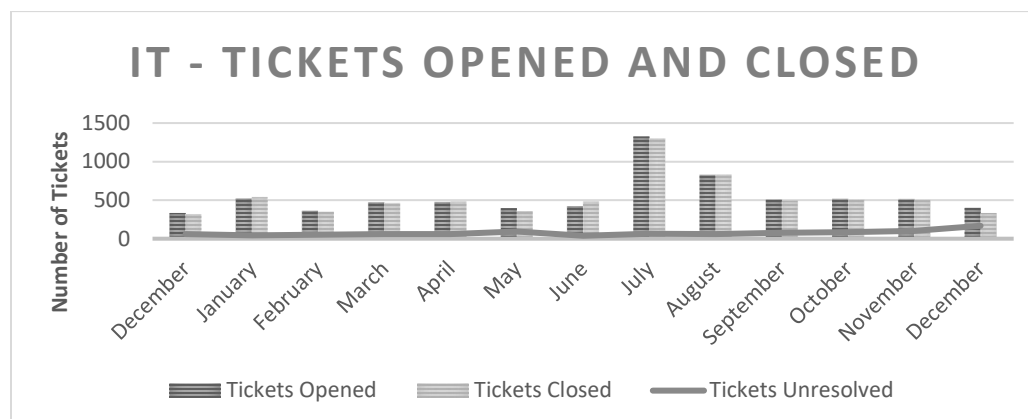 IT - TICKETS OPENED AND CLOSED
Number of Tickets
1500
1000
500
0
December
January
February
March
April
May
June
July
August
September
October
November
December
Tickets Opened
Tickets Closed
Tickets Unresolved